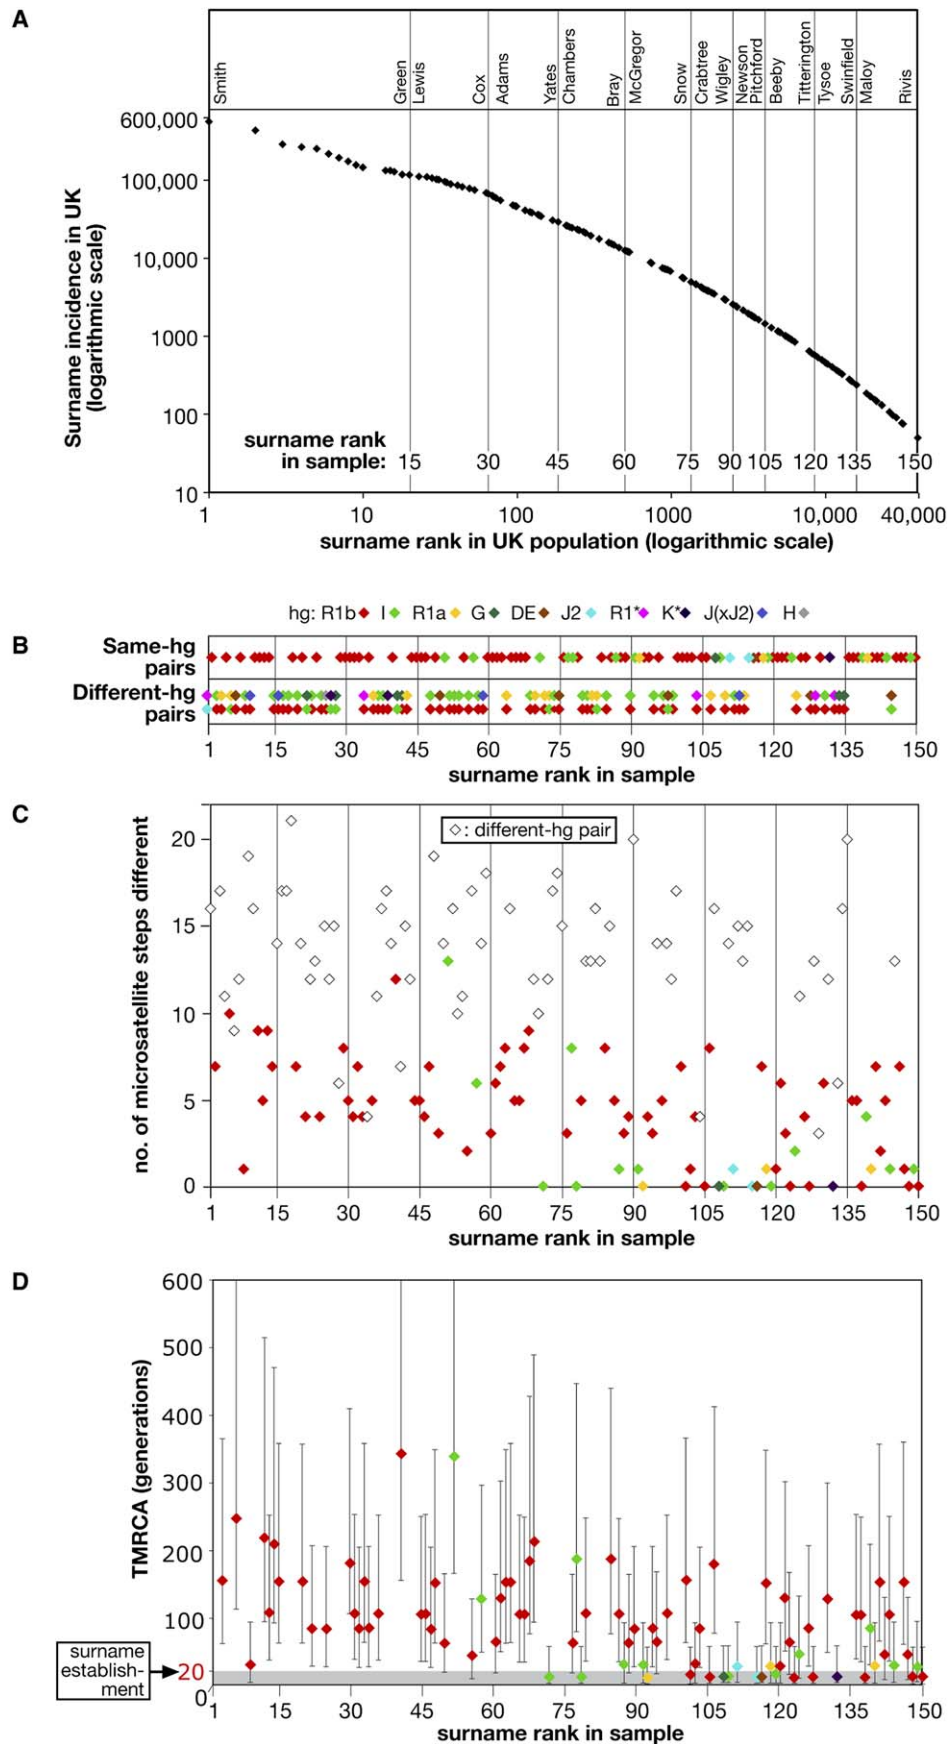 A
Smith
Green
Lewis
Cox
Adams
Yates
Chambers
Bray
McGregor
Snow
Crabtree
Wigley
Newson
Pitchford
Beeby
Titterington
Tysoe
Swinfield
Maloy
Rivis
Surname incidence in UK
(logarithmic scale)
600,000
100,000
10,000
1000
100
10
surname rank
in sample: 15 30 45 60 75 90 105 120 135 150
1 10 100 1000 10,000 40,000
surname rank in UK population (logarithmic scale)
hg: R1b I R1a G DE J2 R1* K* J(xJ2) H
B
Same-hg
pairs
Different-hg
pairs
1 15 30 45 60 75 90 105 120 135 150
surname rank in sample
C
no. of microsatellite steps different
: different-hg pair
20
15
10
5
0
1 15 30 45 60 75 90 105 120 135 150
surname rank in sample
D
TMRCA (generations)
600
500
400
300
200
100
surname
establish-
ment
20
0
1 15 30 45 60 75 90 105 120 135 150
surname rank in sample